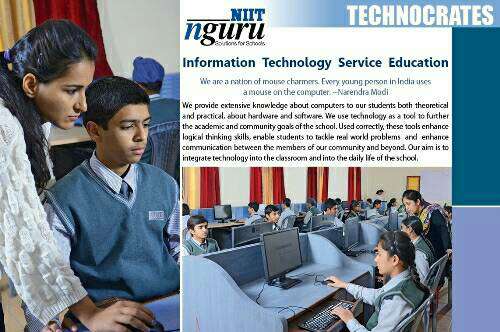 TECHNOCRATES
NIIT
nguru
Solutions for Schools
Information Technology Service Education
We are a nation of mouse charmers. Every young person in India uses
a mouse on the computer. –Narendra Modi
We provide extensive knowledge about computers to our students both theoretical
and practical, about hardware and software. We use technology as a tool to further
the academic and community goals of the school. Used correctly, these tools enhance
logical thinking skills, enable students to tackle real world problems and enhance
communication between the members of our community and beyond. Our aim is to
integrate technology into the classroom and into the daily life of the school.